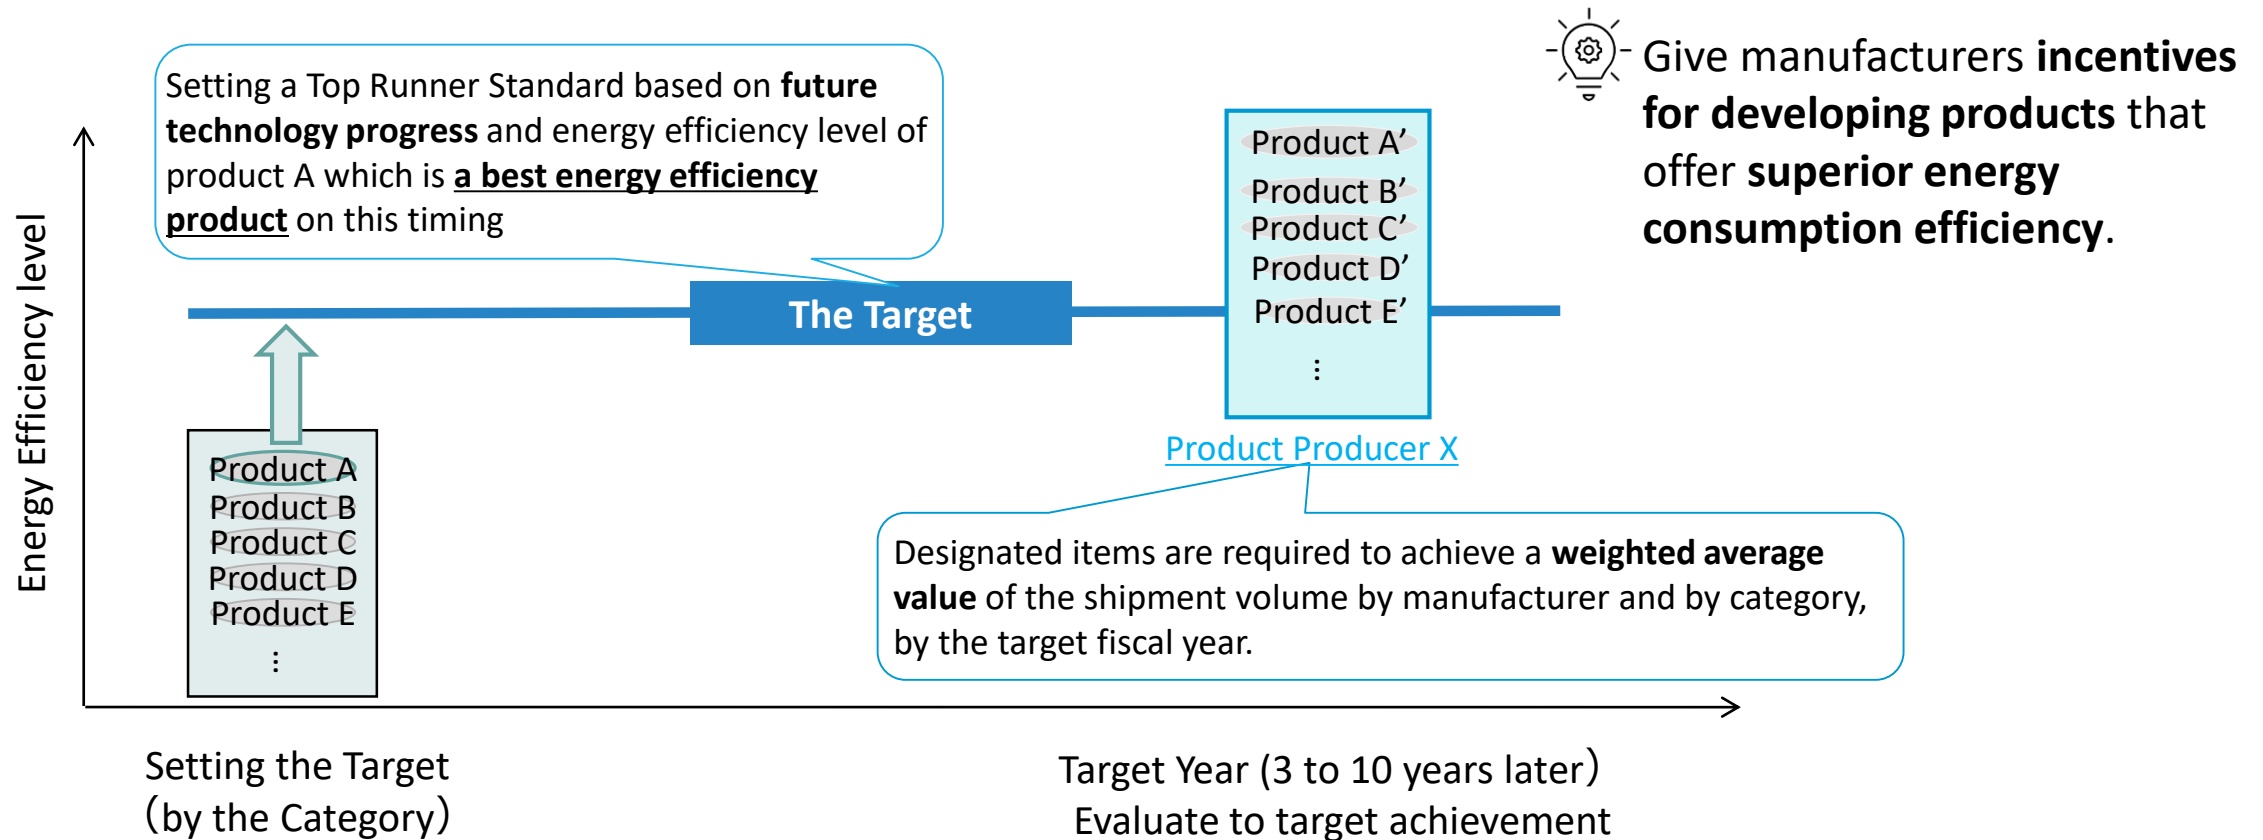 Setting a Top Runner Standard based on future
technology progress and energy efficiency level of
product A which is a best energy efficiency
product on this timing
Give manufacturers incentives
for developing products that
offer superior energy
consumption efficiency.
Energy Efficiency level
The Target
Product A’
Product B’
Product C’
Product D’
Product E’
⋮
Product Producer X
Product A
Product B
Product C
Product D
Product E
⋮
Designated items are required to achieve a weighted average
value of the shipment volume by manufacturer and by category,
by the target fiscal year.
Setting the Target
（by the Category）
Target Year (3 to 10 years later）
Evaluate to target achievement